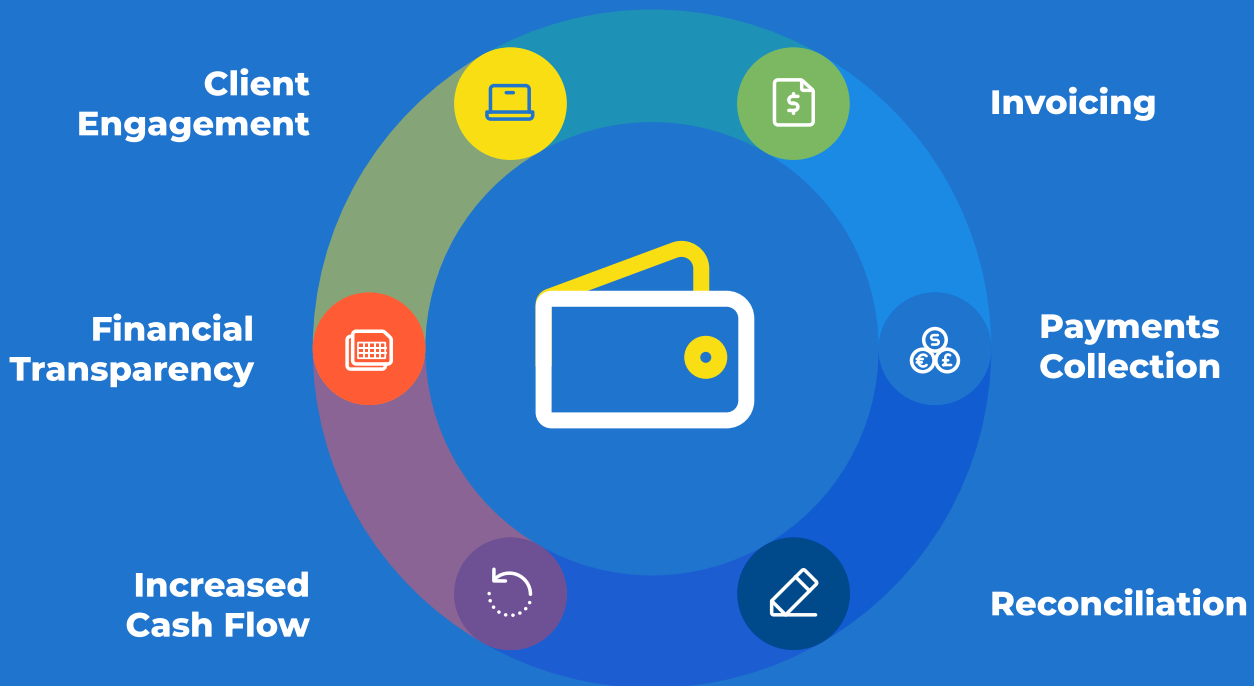 Client
Engagement
Invoicing
Financial
Transparency
Payments
Collection
Increased
Cash Flow
Reconciliation
$
S
€
£